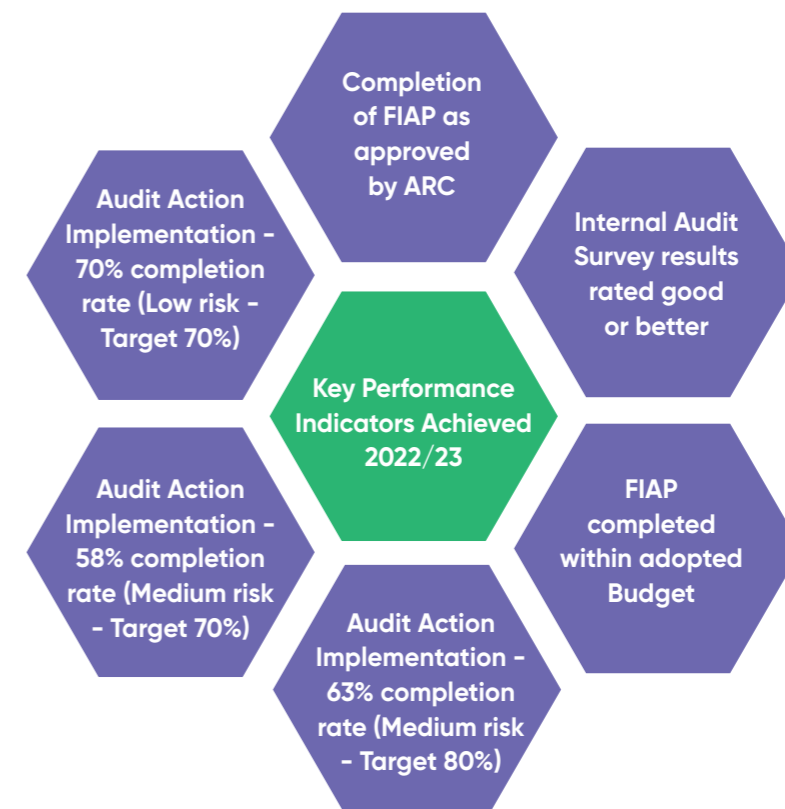 Completion
of FIAP as
approved
by ARC
Audit Action
Implementation -
70% completion
rate (Low risk -
Target 70%)
Internal Audit
Survey results
rated good
or better
Key Performance
Indicators Achieved
2022/23
Audit Action
Implementation -
58% completion
rate (Medium risk
- Target 70%)
FIAP
completed
within adopted
Budget
Audit Action
Implementation -
63% completion
rate (Medium risk
- Target 80%)